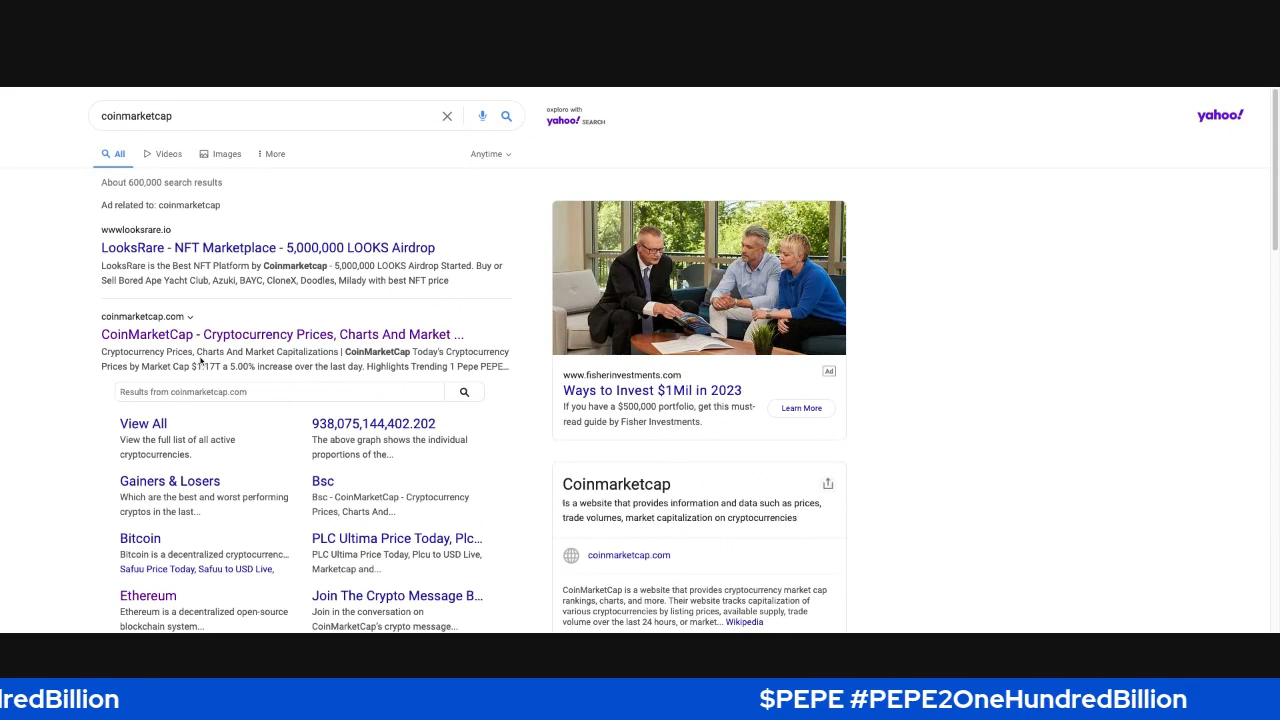 coinmarketcap
explore with
yahoo! SEARCH
yahoo!
All
Videos
Images
More
Anytime
About 600,000 search results
Ad related to: coinmarketcap
wwwlooksrare.io
LooksRare - NFT Marketplace - 5,000,000 LOOKS Airdrop
LooksRare is the Best NFT Platform by Coinmarketcap - 5,000,000 LOOKS Airdrop Started. Buy or
Sell Bored Ape Yacht Club, Azuki, BAYC, CloneX, Doodles, Milady with best NFT price
coinmarketcap.com
CoinMarketCap - Cryptocurrency Prices, Charts And Market ...
Cryptocurrency Prices, Charts And Market Capitalizations | CoinMarketCap Today's Cryptocurrency
Prices by Market Cap $1.17T a 5.00% increase over the last day. Highlights Trending 1 Pepe PEPE...
Results from coinmarketcap.com
View All
View the full list of all active
cryptocurrencies.
938,075,144,402.202
The above graph shows the individual
proportions of the...
Gainers & Losers
Which are the best and worst performing
cryptos in the last...
Bsc
Bsc - CoinMarketCap - Cryptocurrency
Prices, Charts And...
Bitcoin
Bitcoin is a decentralized cryptocurrenc...
Safuu Price Today, Safuu to USD Live,
PLC Ultima Price Today, Plc...
PLC Ultima Price Today, Plcu to USD Live,
Marketcap and...
Ethereum
Ethereum is a decentralized open-source
blockchain system...
Join The Crypto Message B...
Join in the conversation on
CoinMarketCap's crypto message...
www.fisherinvestments.com
Ad
Ways to Invest $1Mil in 2023
If you have a $500,000 portfolio, get this must-
read guide by Fisher Investments.
Learn More
Coinmarketcap
Is a website that provides information and data such as prices,
trade volumes, market capitalization on cryptocurrencies
coinmarketcap.com
CoinMarketCap is a website that provides cryptocurrency market cap
rankings, charts, and more. Their website tracks capitalization of
various cryptocurrencies by listing prices, available supply, trade
volume over the last 24 hours, or market... Wikipedia
redBillion
$PEPE #PEPE2OneHundredBillion